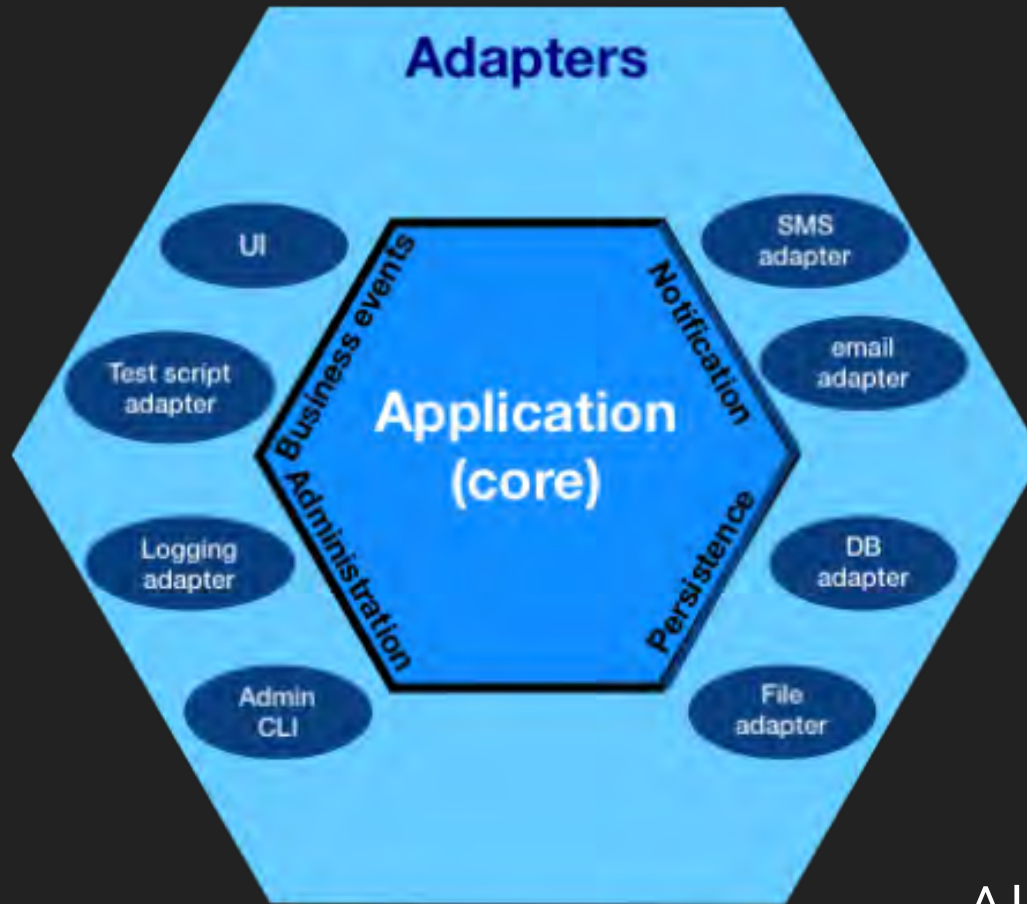 Adapters
UI
SMS
adapter
Business events
Notification
Test script
adapter
email
adapter
Application
(core)
Administration
Persistence
Logging
adapter
DB
adapter
Admin
CLI
File
adapter